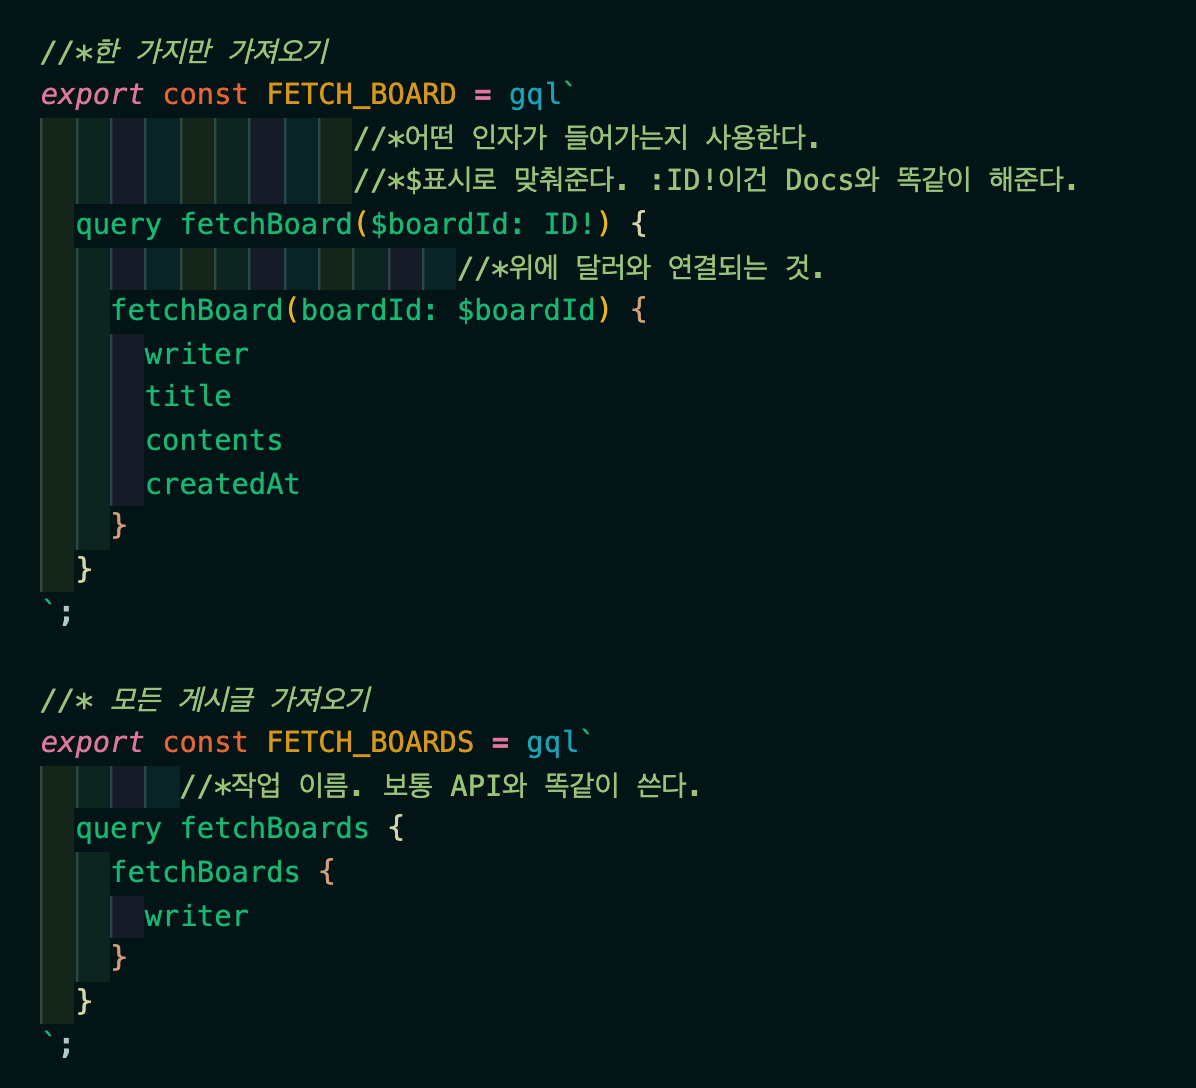 //*한 가지만 가져오기
export const FETCH_BOARD = gql`
//*어떤 인자가 들어가는지 사용한다.
//*$표시로 맞춰준다. :ID!이건 Docs와 똑같이 해준다.
query fetchBoard($boardId: ID!) {
//*위에 달러와 연결되는 것.
fetchBoard(boardId: $boardId) {
writer
title
contents
createdAt
}
}
`;
//* 모든 게시글 가져오기
export const FETCH_BOARDS = gql`
//*작업 이름. 보통 API와 똑같이 쓴다.
query fetchBoards {
fetchBoards {
writer
}
}
`;